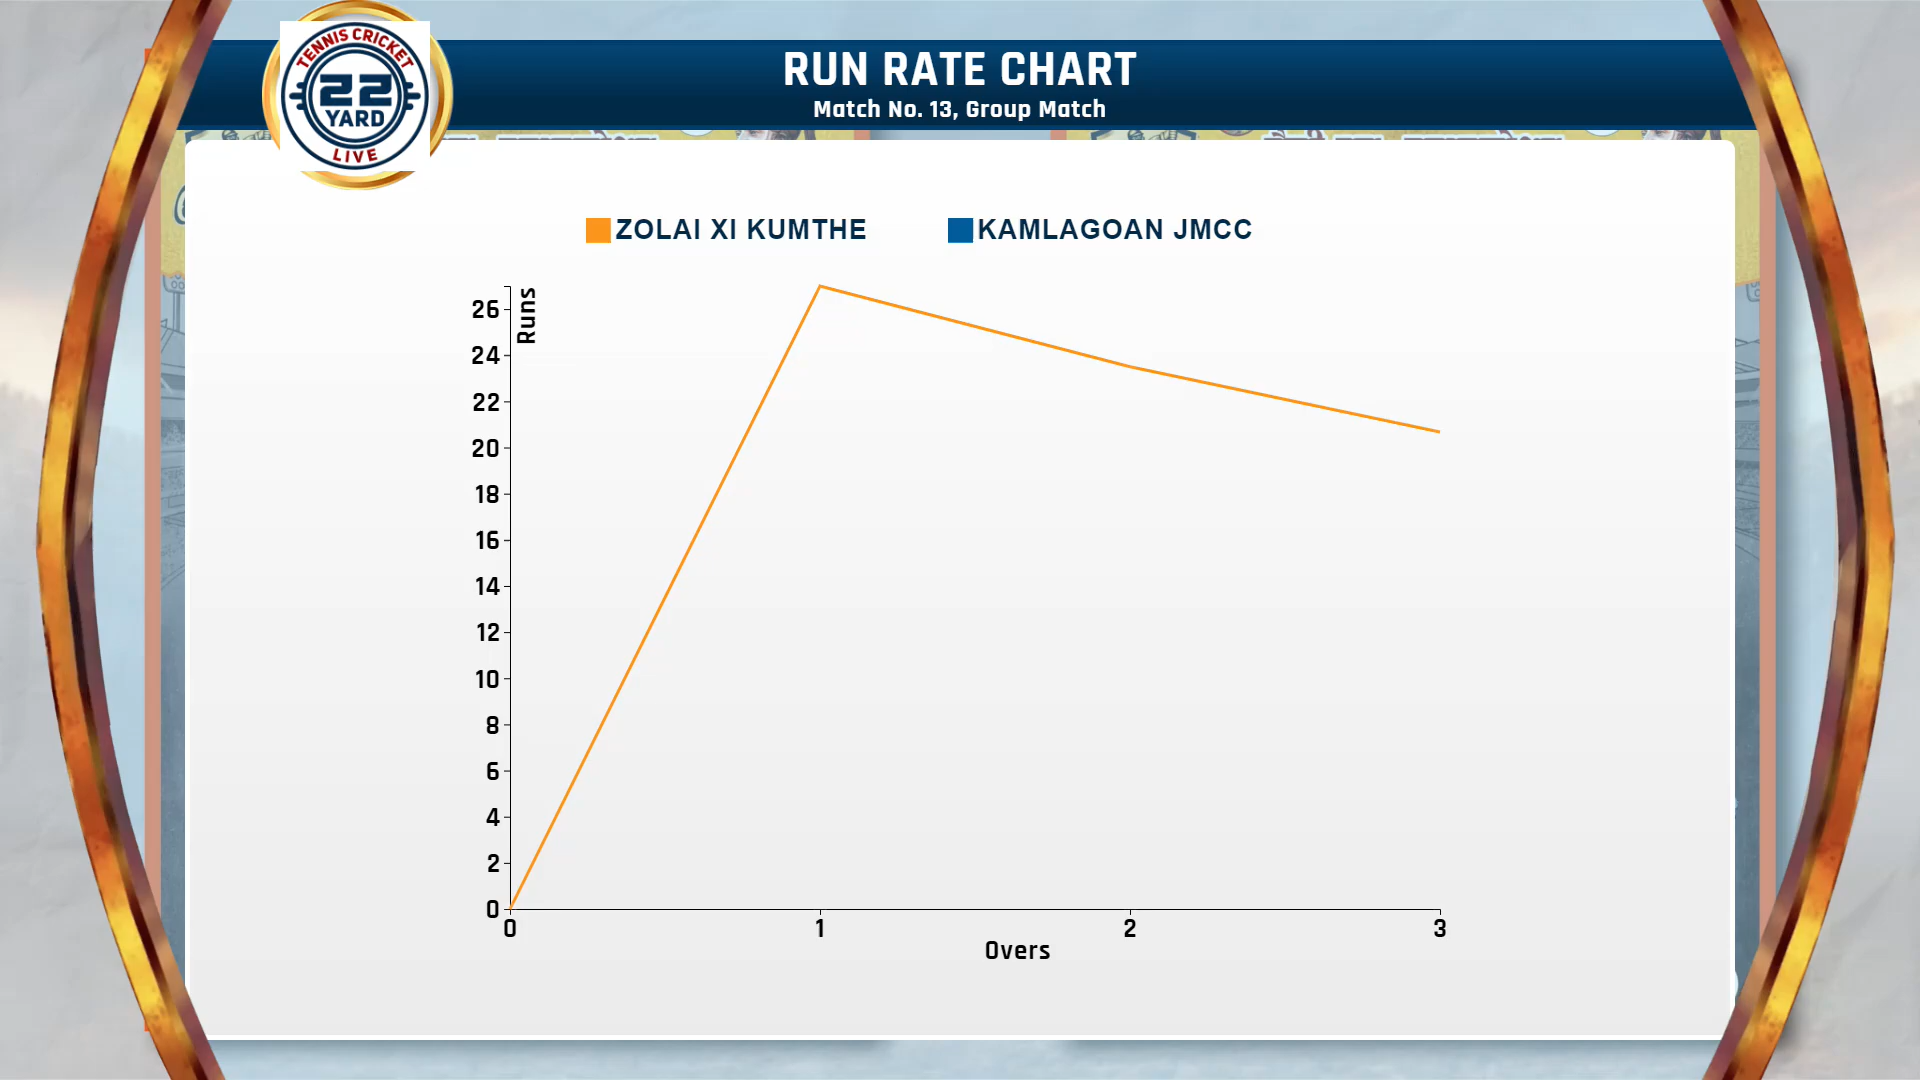 TENNIS CRICKET
22
YARD
LIVE
RUN RATE CHART
Match No. 13, Group Match
ZOLAI XI KUMTHE
KAMLAGOAN JMCC
Runs
26
24
22
20
18
16
14
12
10
8
6
4
2
0
0 1 2 3
Overs